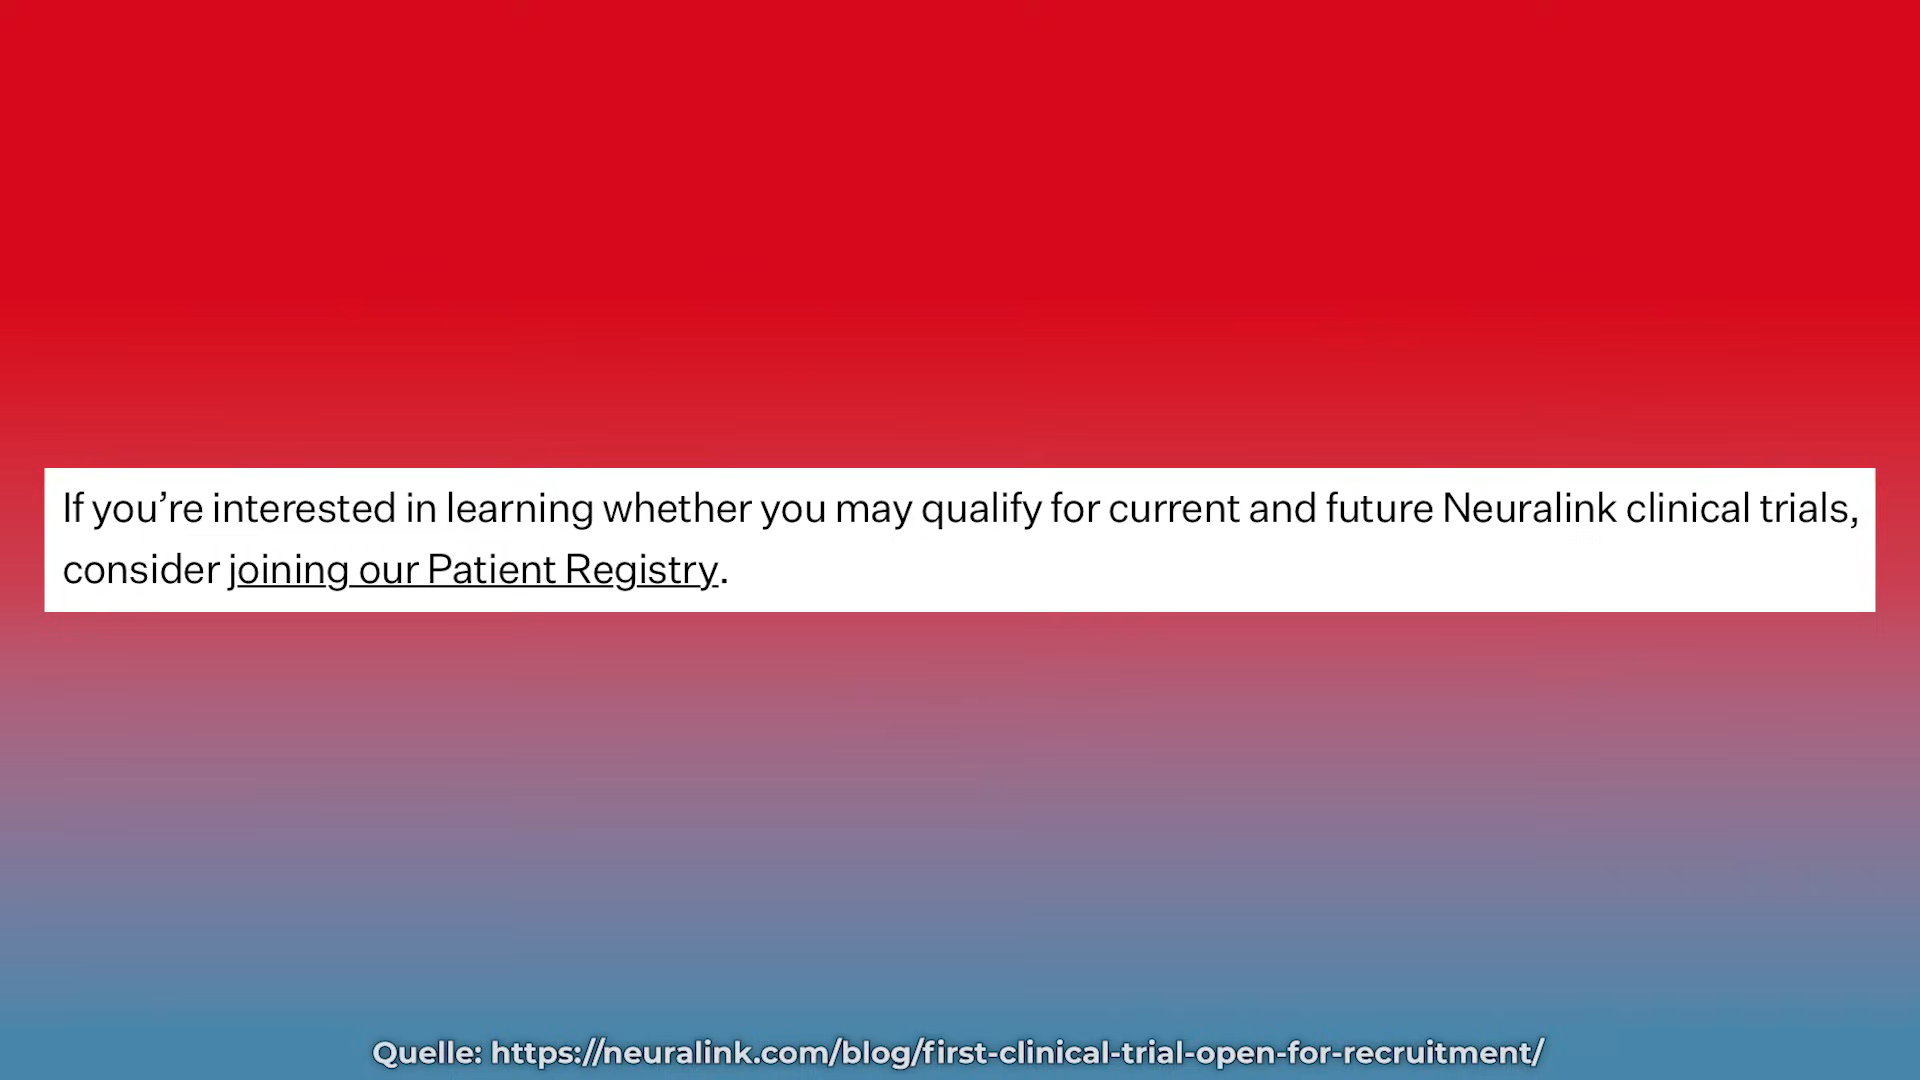 If you’re interested in learning whether you may qualify for current and future Neuralink clinical trials,
consider joining our Patient Registry.
Quelle: https://neuralink.com/blog/first-clinical-trial-open-for-recruitment/